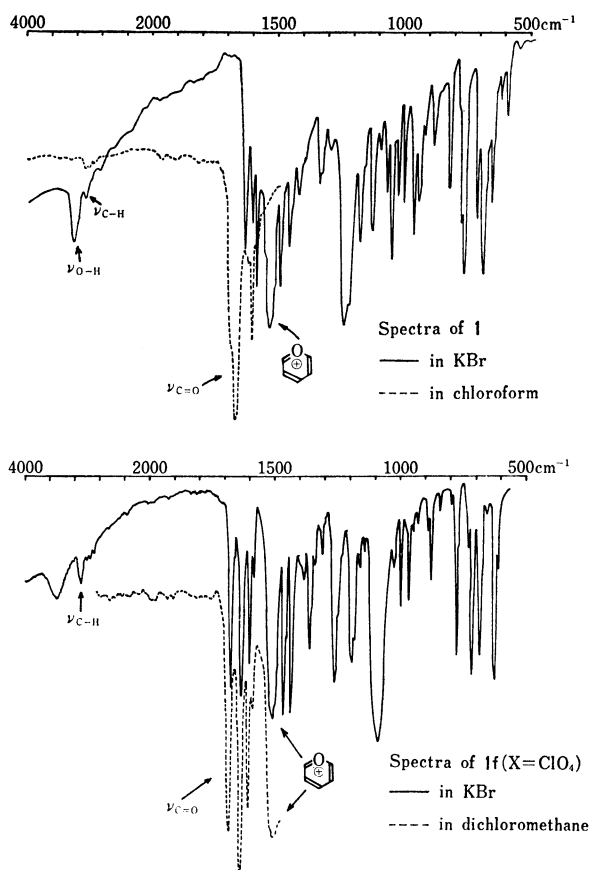 4000 2000 1500 1000 500cm⁻¹
νC–H
νO–H
O
⊕
νC=O
Spectra of 1
in KBr
in chloroform
4000 2000 1500 1000 500cm⁻¹
νC–H
O
⊕
νC=O
Spectra of 1f(X=ClO₄)
in KBr
in dichloromethane